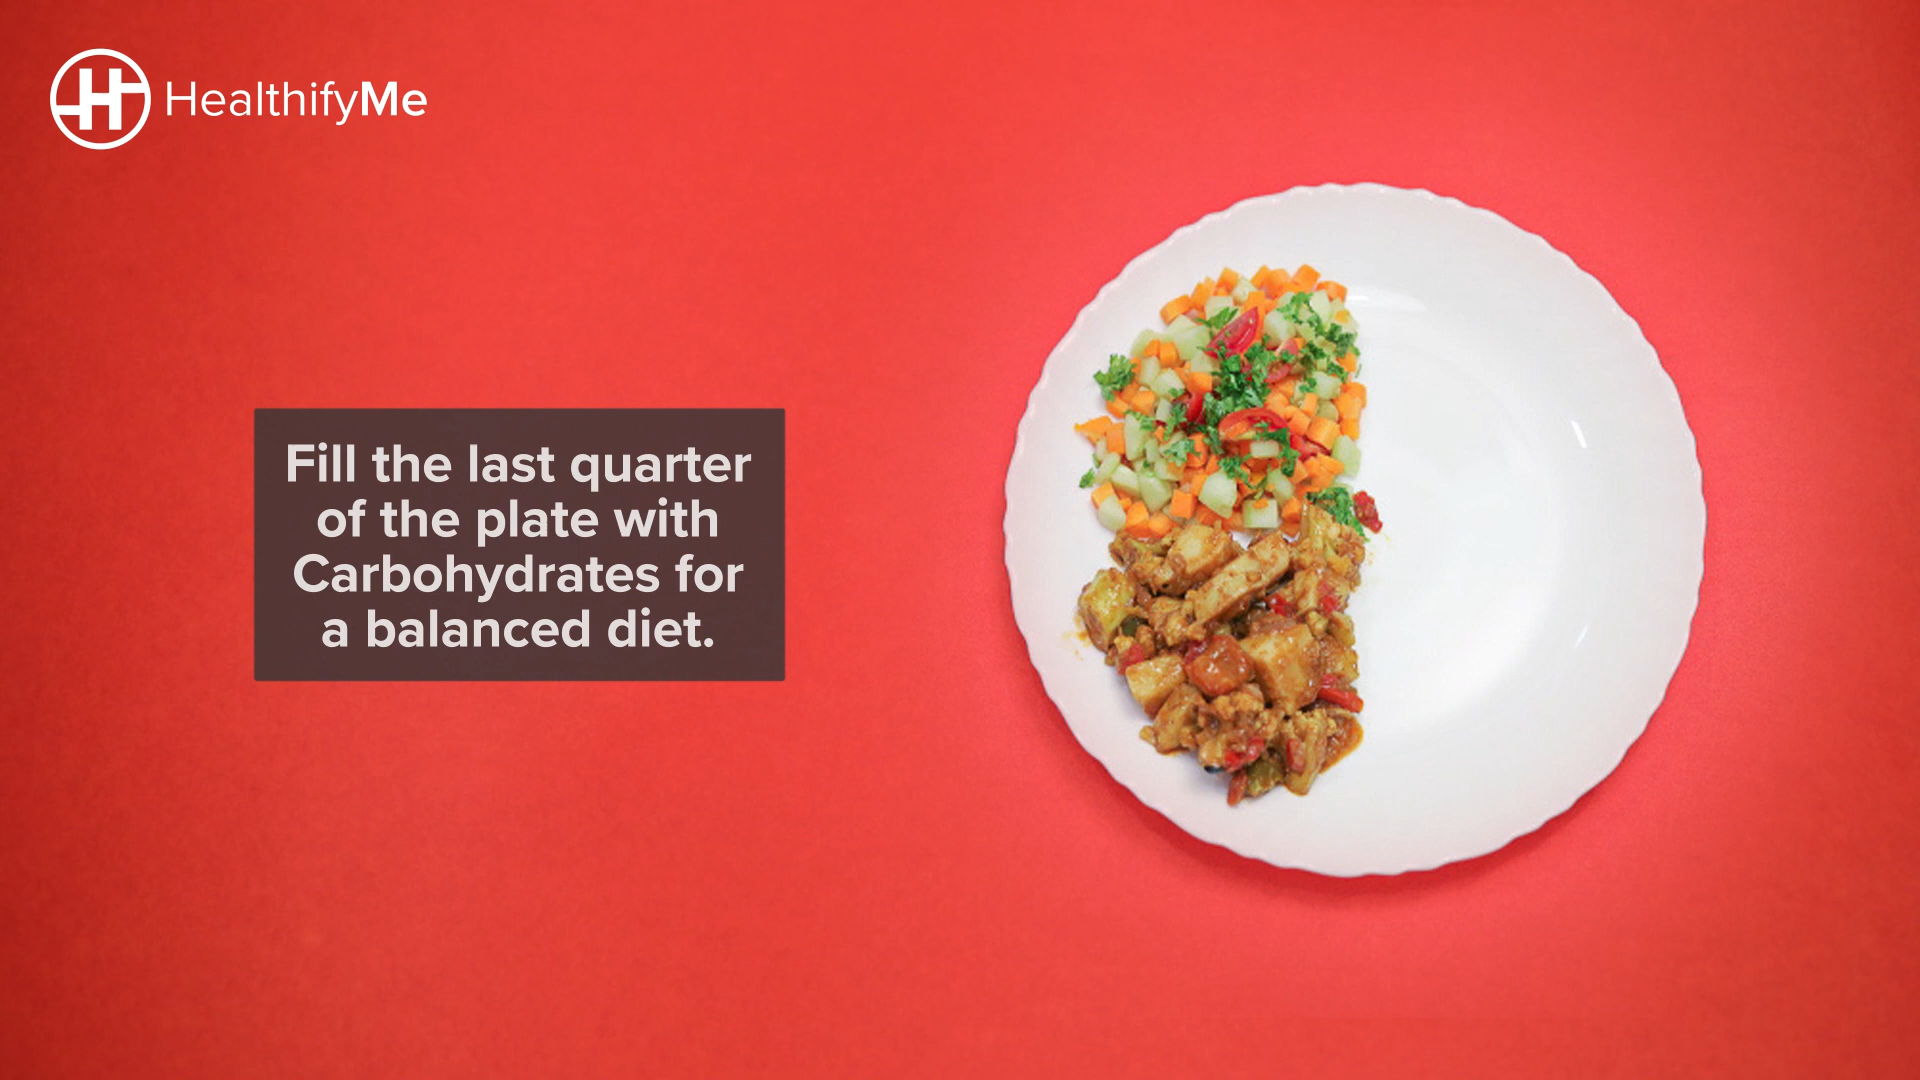 HealthifyMe
Fill the last quarter
of the plate with
Carbohydrates for
a balanced diet.